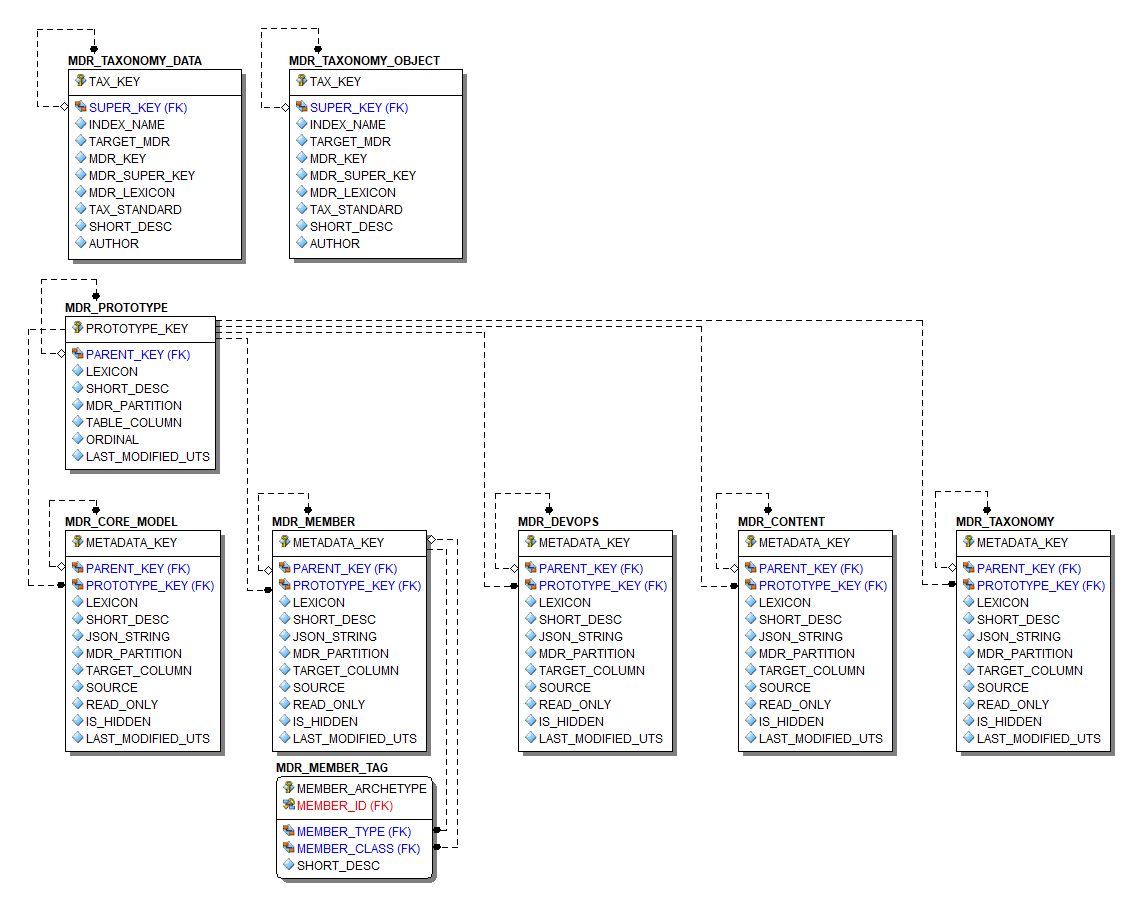 MDR_TAXONOMY_DATA
TAX_KEY
SUPER_KEY (FK)
INDEX_NAME
TARGET_MDR
MDR_KEY
MDR_SUPER_KEY
MDR_LEXICON
TAX_STANDARD
SHORT_DESC
AUTHOR
MDR_TAXONOMY_OBJECT
TAX_KEY
SUPER_KEY (FK)
INDEX_NAME
TARGET_MDR
MDR_KEY
MDR_SUPER_KEY
MDR_LEXICON
TAX_STANDARD
SHORT_DESC
AUTHOR
MDR_PROTOTYPE
PROTOTYPE_KEY
PARENT_KEY (FK)
LEXICON
SHORT_DESC
MDR_PARTITION
TABLE_COLUMN
ORDINAL
LAST_MODIFIED_UTS
MDR_CORE_MODEL
METADATA_KEY
PARENT_KEY (FK)
PROTOTYPE_KEY (FK)
LEXICON
SHORT_DESC
JSON_STRING
MDR_PARTITION
TARGET_COLUMN
SOURCE
READ_ONLY
IS_HIDDEN
LAST_MODIFIED_UTS
MDR_MEMBER
METADATA_KEY
PARENT_KEY (FK)
PROTOTYPE_KEY (FK)
LEXICON
SHORT_DESC
JSON_STRING
MDR_PARTITION
TARGET_COLUMN
SOURCE
READ_ONLY
IS_HIDDEN
LAST_MODIFIED_UTS
MDR_DEVOPS
METADATA_KEY
PARENT_KEY (FK)
PROTOTYPE_KEY (FK)
LEXICON
SHORT_DESC
JSON_STRING
MDR_PARTITION
TARGET_COLUMN
SOURCE
READ_ONLY
IS_HIDDEN
LAST_MODIFIED_UTS
MDR_CONTENT
METADATA_KEY
PARENT_KEY (FK)
PROTOTYPE_KEY (FK)
LEXICON
SHORT_DESC
JSON_STRING
MDR_PARTITION
TARGET_COLUMN
SOURCE
READ_ONLY
IS_HIDDEN
LAST_MODIFIED_UTS
MDR_TAXONOMY
METADATA_KEY
PARENT_KEY (FK)
PROTOTYPE_KEY (FK)
LEXICON
SHORT_DESC
JSON_STRING
MDR_PARTITION
TARGET_COLUMN
SOURCE
READ_ONLY
IS_HIDDEN
LAST_MODIFIED_UTS
MDR_MEMBER_TAG
MEMBER_ARCHETYPE
MEMBER_ID (FK)
MEMBER_TYPE (FK)
MEMBER_CLASS (FK)
SHORT_DESC